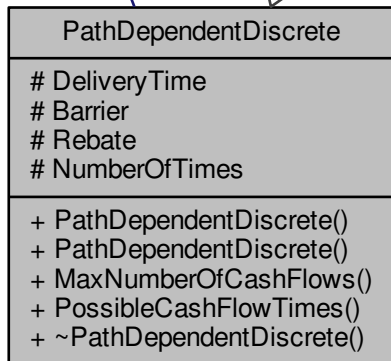 PathDependentDiscrete
# DeliveryTime
# Barrier
# Rebate
# NumberOfTimes
+ PathDependentDiscrete()
+ PathDependentDiscrete()
+ MaxNumberOfCashFlows()
+ PossibleCashFlowTimes()
+ ~PathDependentDiscrete()